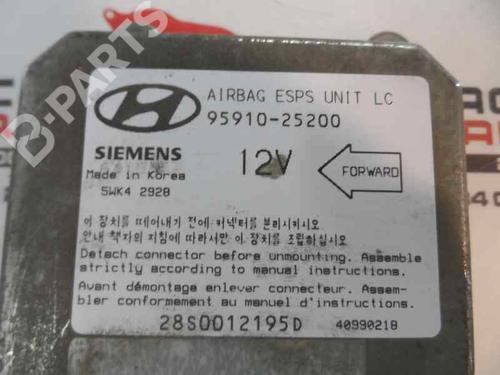 AIRBAG ESPS UNIT LC
95910-25200
SIEMENS
12V
FORWARD
Made in Korea
5WK4 2928
이 장치를 떼어내기 전에 커넥터를 분리시키시오
안내 책자의 지침에 따라서만 이 장치를 조립하십시오
Detach connector before unmounting. Assemble
strictly according to manual instructions.
Avant démontage enlever connecteur. Assem-
bler conformement au manuel d'instructions.
28S0012195D
40990218
B-PARTS